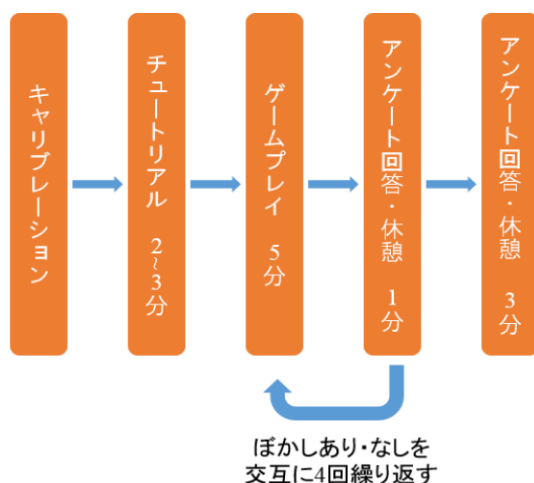 キャリブレーション
チュートリアル 2~3分
ゲームプレイ 5分
アンケート回答・休憩 1分
アンケート回答・休憩 3分
ぼかしあり・なしを
交互に4回繰り返す